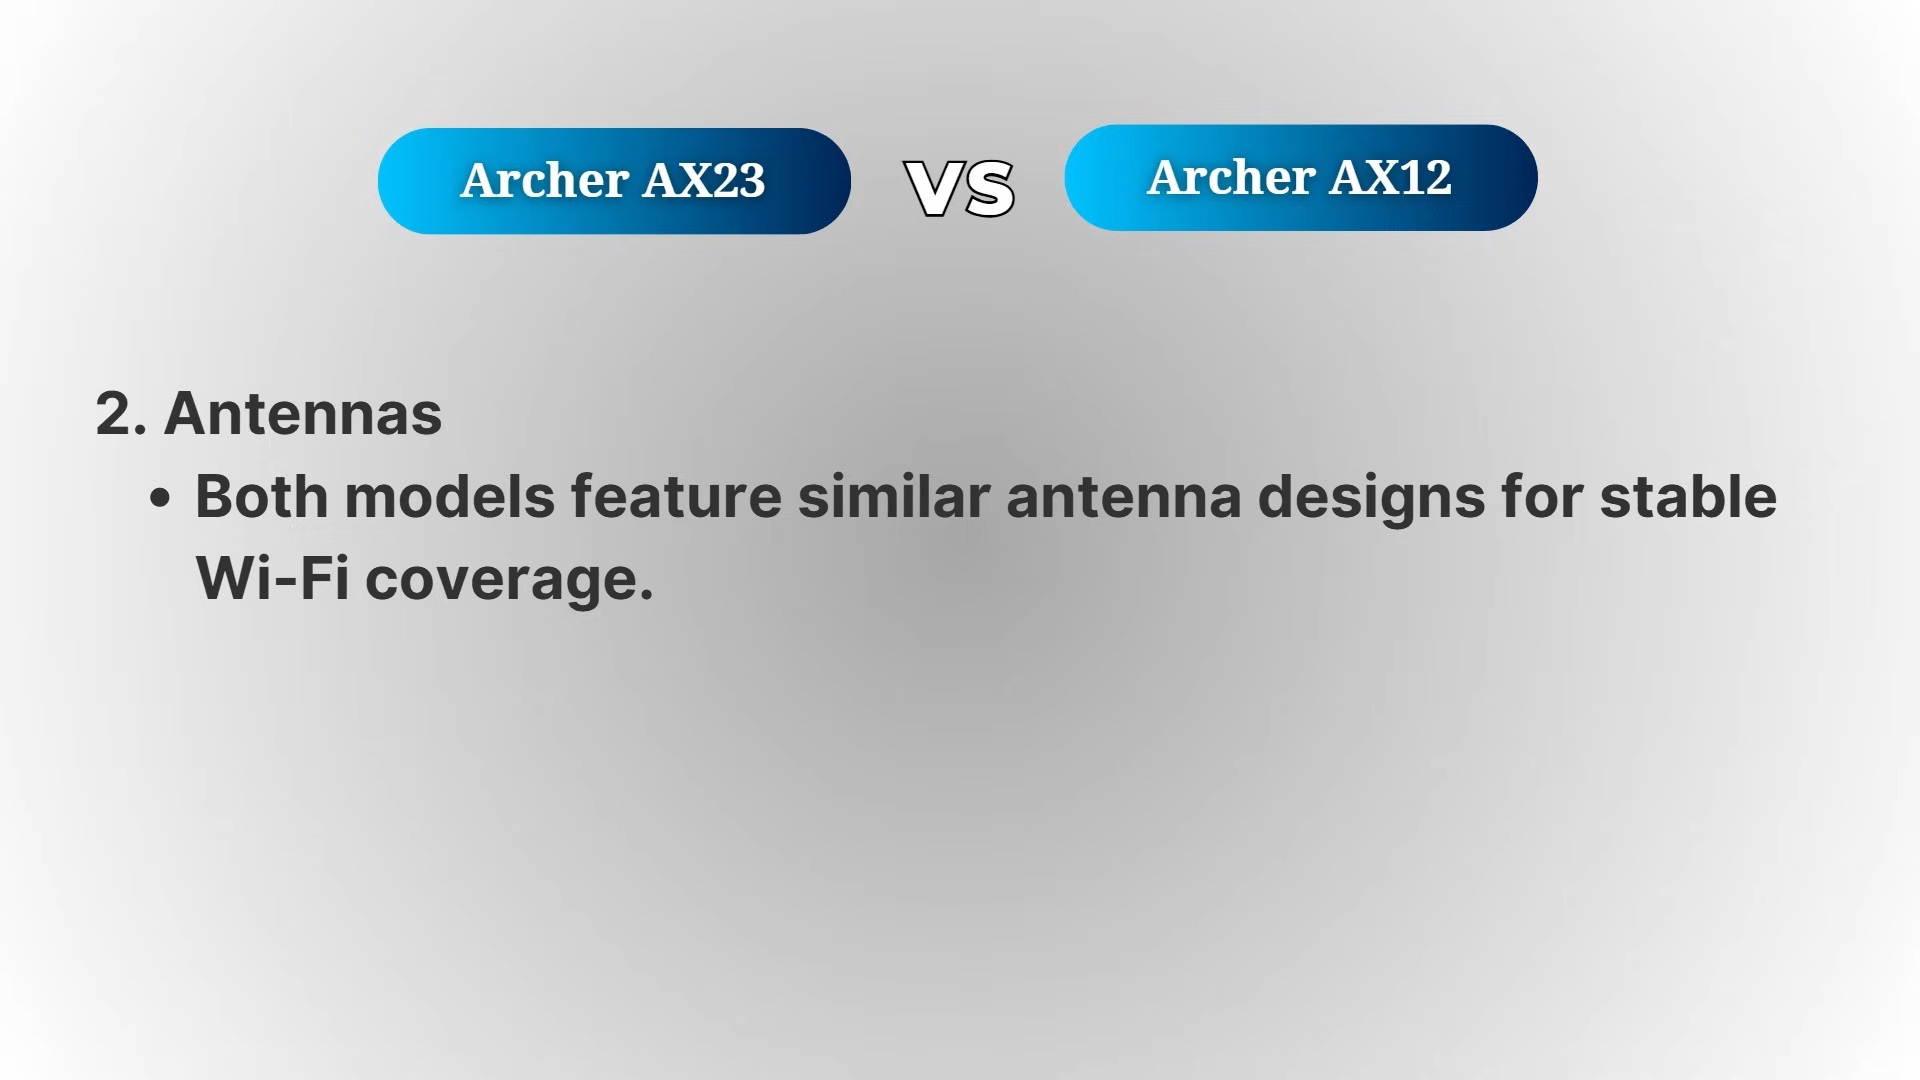 Archer AX23 VS Archer AX12
2. Antennas
• Both models feature similar antenna designs for stable
Wi-Fi coverage.